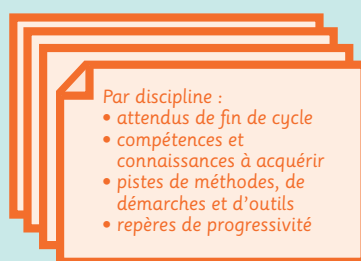 Par discipline :
• attendus de fin de cycle
• compétences et
connaissances à acquérir
• pistes de méthodes, de
démarches et d'outils
• repères de progressivité